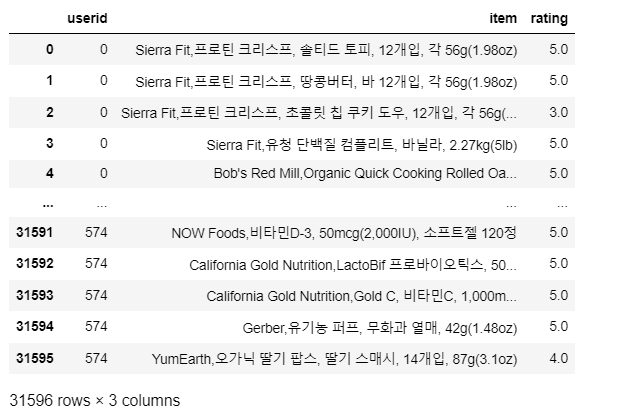 userid item rating
0 0 Sierra Fit,프로틴 크리스프, 솔티드 토피, 12개입, 각 56g(1.98oz) 5.0
1 0 Sierra Fit,프로틴 크리스프, 땅콩버터, 바 12개입, 각 56g(1.98oz) 5.0
2 0 Sierra Fit,프로틴 크리스프, 초콜릿 칩 쿠키 도우, 12개입, 각 56g(... 3.0
3 0 Sierra Fit,유청 단백질 컴플리트, 바닐라, 2.27kg(5lb) 5.0
4 0 Bob's Red Mill,Organic Quick Cooking Rolled Oa... 5.0
... ... ... ...
31591 574 NOW Foods,비타민D-3, 50mcg(2,000IU), 소프트젤 120정 5.0
31592 574 California Gold Nutrition,LactoBif 프로바이오틱스, 50... 5.0
31593 574 California Gold Nutrition,Gold C, 비타민C, 1,000m... 5.0
31594 574 Gerber,유기농 퍼프, 무화과 열매, 42g(1.48oz) 5.0
31595 574 YumEarth,오가닉 딸기 팝스, 딸기 스매시, 14개입, 87g(3.1oz) 4.0
31596 rows × 3 columns